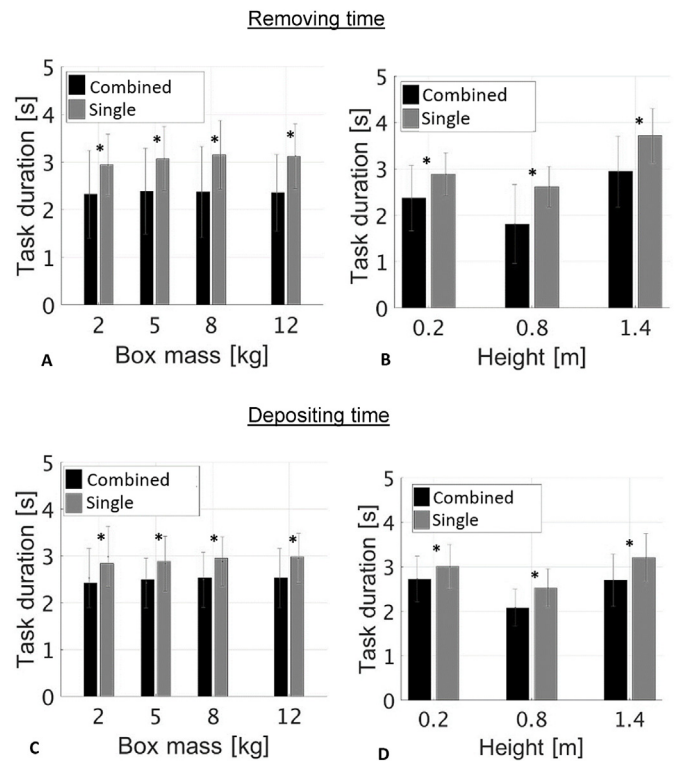 Removing time
Task duration [s]
5
4
3
2
1
0
Combined
Single
* * * *
2 5 8 12
Box mass [kg]
A
Task duration [s]
5
4
3
2
1
0
Combined
Single
* * *
0.2 0.8 1.4
Height [m]
B
Depositing time
Task duration [s]
5
4
3
2
1
0
Combined
Single
* * * *
2 5 8 12
Box mass [kg]
C
Task duration [s]
5
4
3
2
1
0
Combined
Single
* * *
0.2 0.8 1.4
Height [m]
D